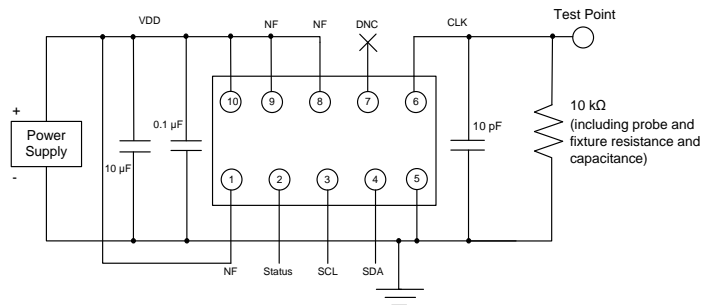 Test Point
VDD
NF
NF
DNC
CLK
10
9
8
7
6
+
Power
Supply
-
10 µF
0.1 µF
10 pF
10 kΩ
(including probe and
fixture resistance and
capacitance)
1
2
3
4
5
NF
Status
SCL
SDA